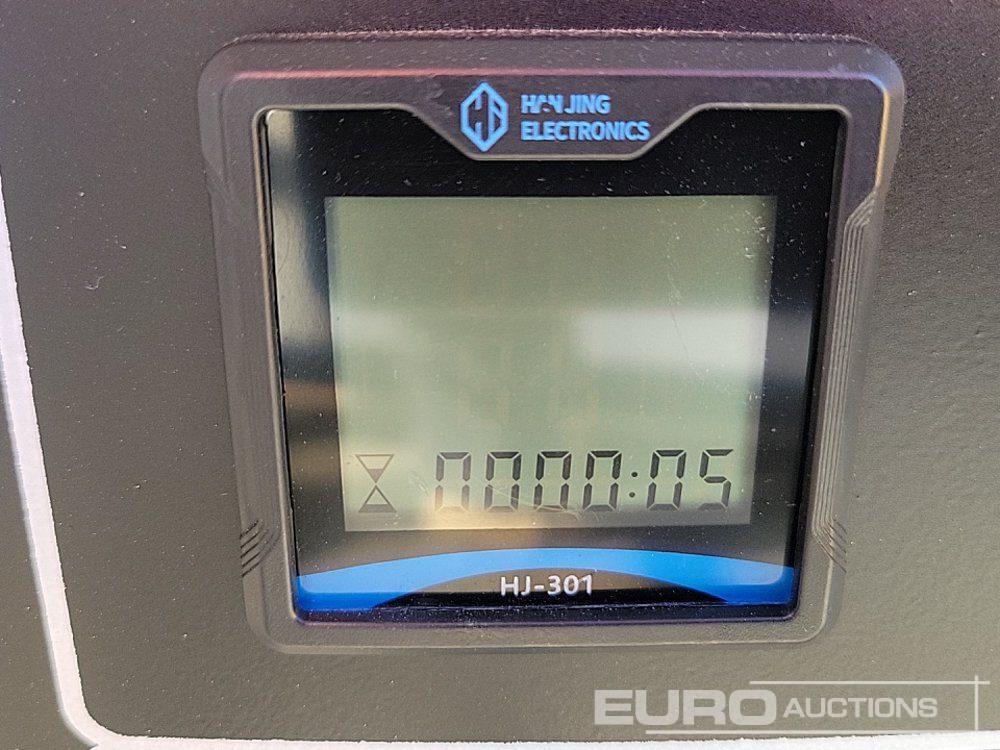 HAN JING
ELECTRONICS
0000:05
HJ-301
EURO AUCTIONS